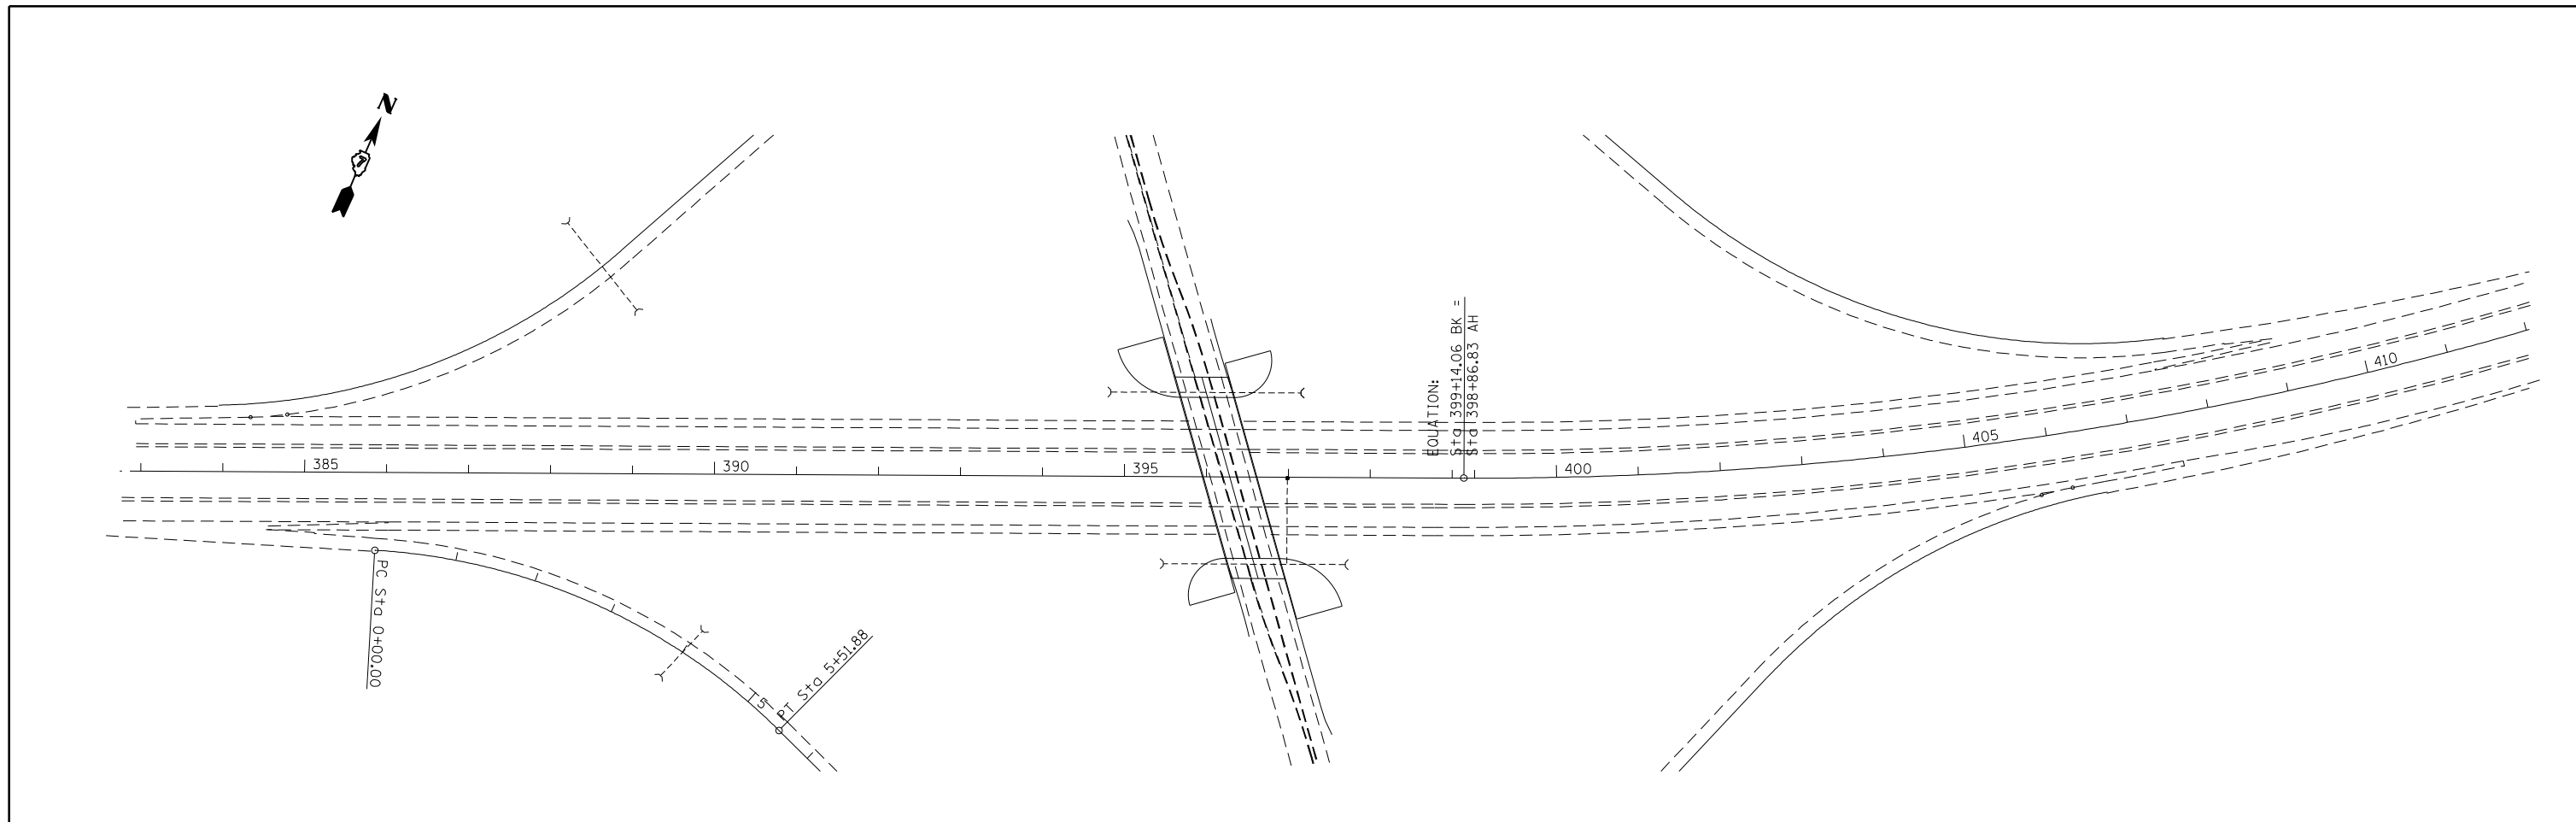 N
EQUATION:
Sta 399+14.06 BK =
Sta 398+86.83 AH
385
390
395
400
405
410
PC Sta 0+00.00
5
PT Sta 5+51.88